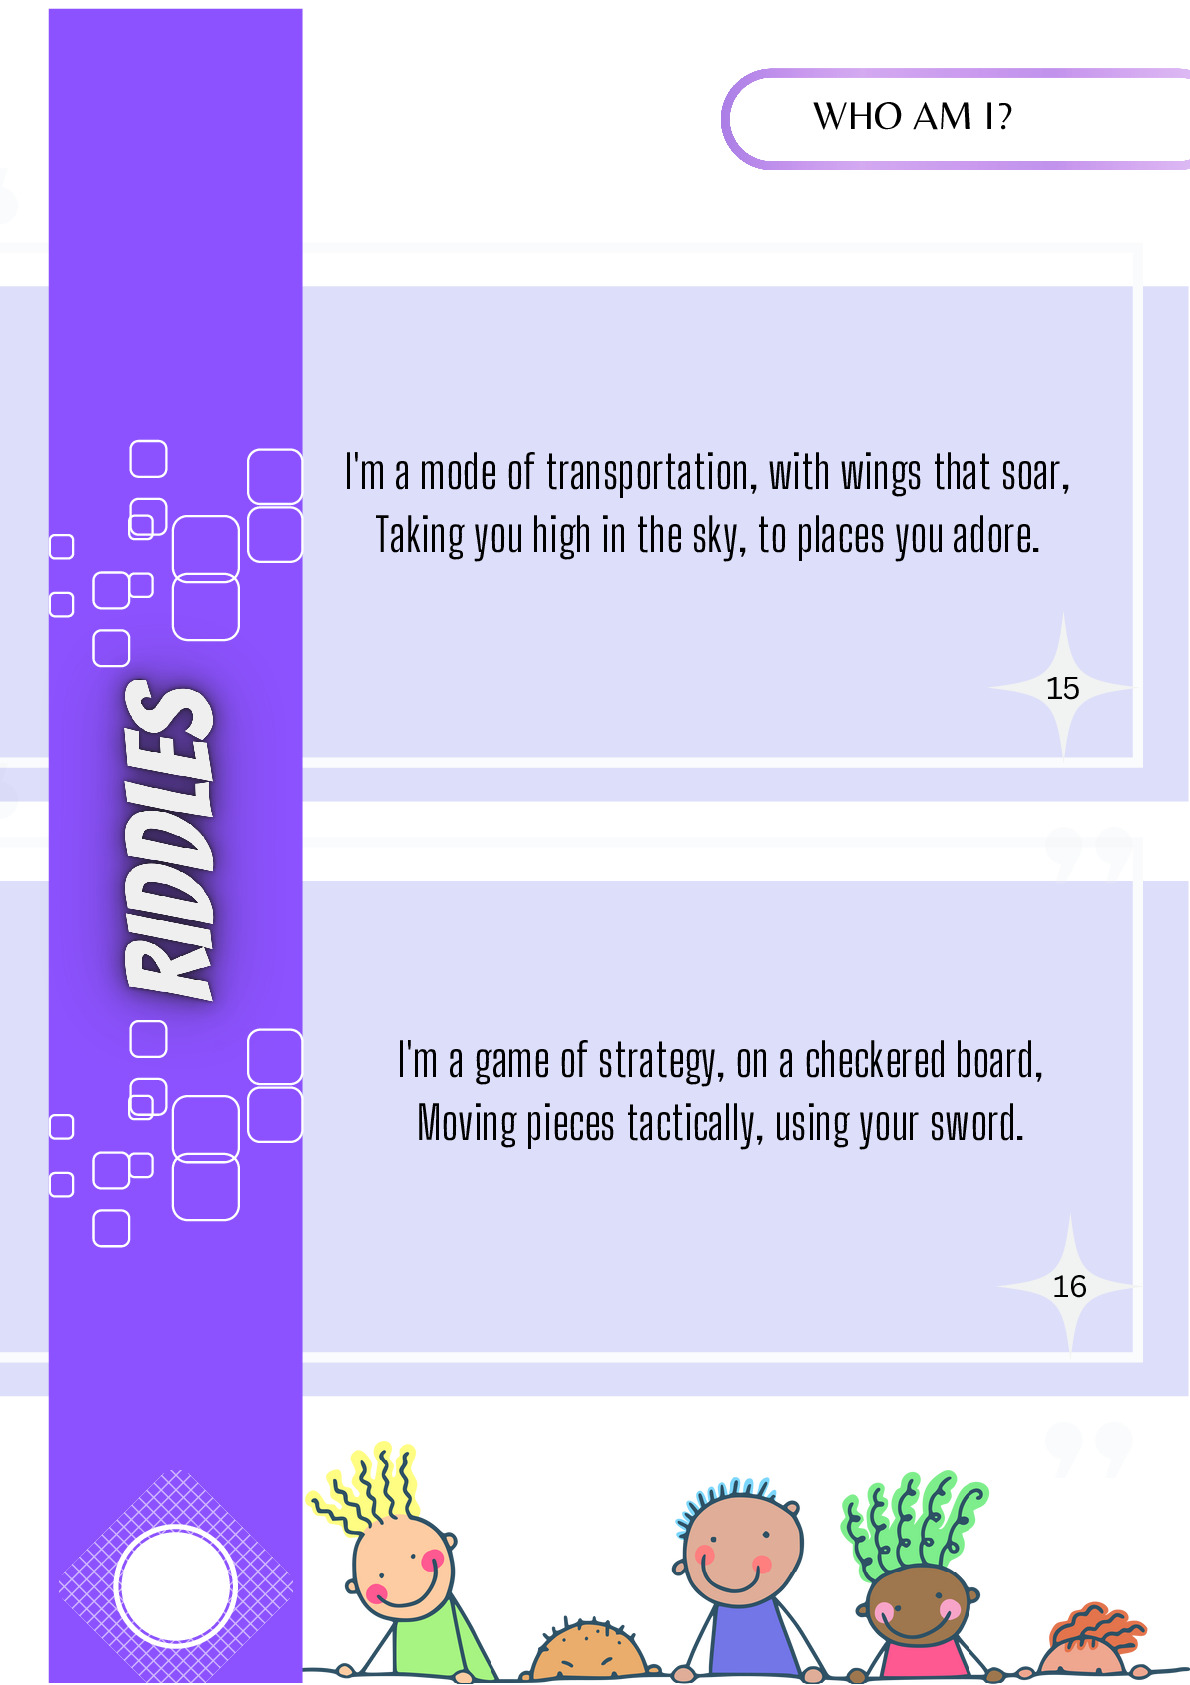 WHO AM I?
I'm a mode of transportation, with wings that soar,
Taking you high in the sky, to places you adore.
15
RIDDLES
I'm a game of strategy, on a checkered board,
Moving pieces tactically, using your sword.
16